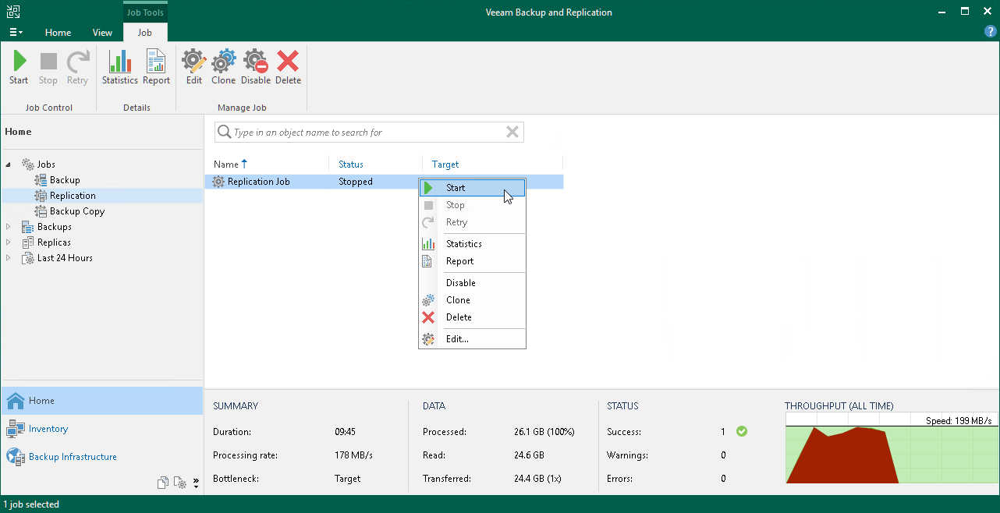 Job Tools
Veeam Backup and Replication
Home View Job
?
Start Stop Retry Statistics Report Edit Clone Disable Delete
Job Control Details Manage Job
Home
Type in an object name to search for
Jobs
Backup
Replication
Backup Copy
Backups
Replicas
Last 24 Hours
Name Status Target
Replication Job Stopped
Start
Stop
Retry
Statistics
Report
Disable
Clone
Delete
Edit...
Home
Inventory
Backup Infrastructure
SUMMARY
Duration: 09:45
Processing rate: 178 MB/s
Bottleneck: Target
DATA
Processed: 26.1 GB (100%)
Read: 24.6 GB
Transferred: 24.4 GB (1x)
STATUS
Success: 1
Warnings: 0
Errors: 0
THROUGHPUT (ALL TIME)
Speed: 199 MB/s
1 job selected